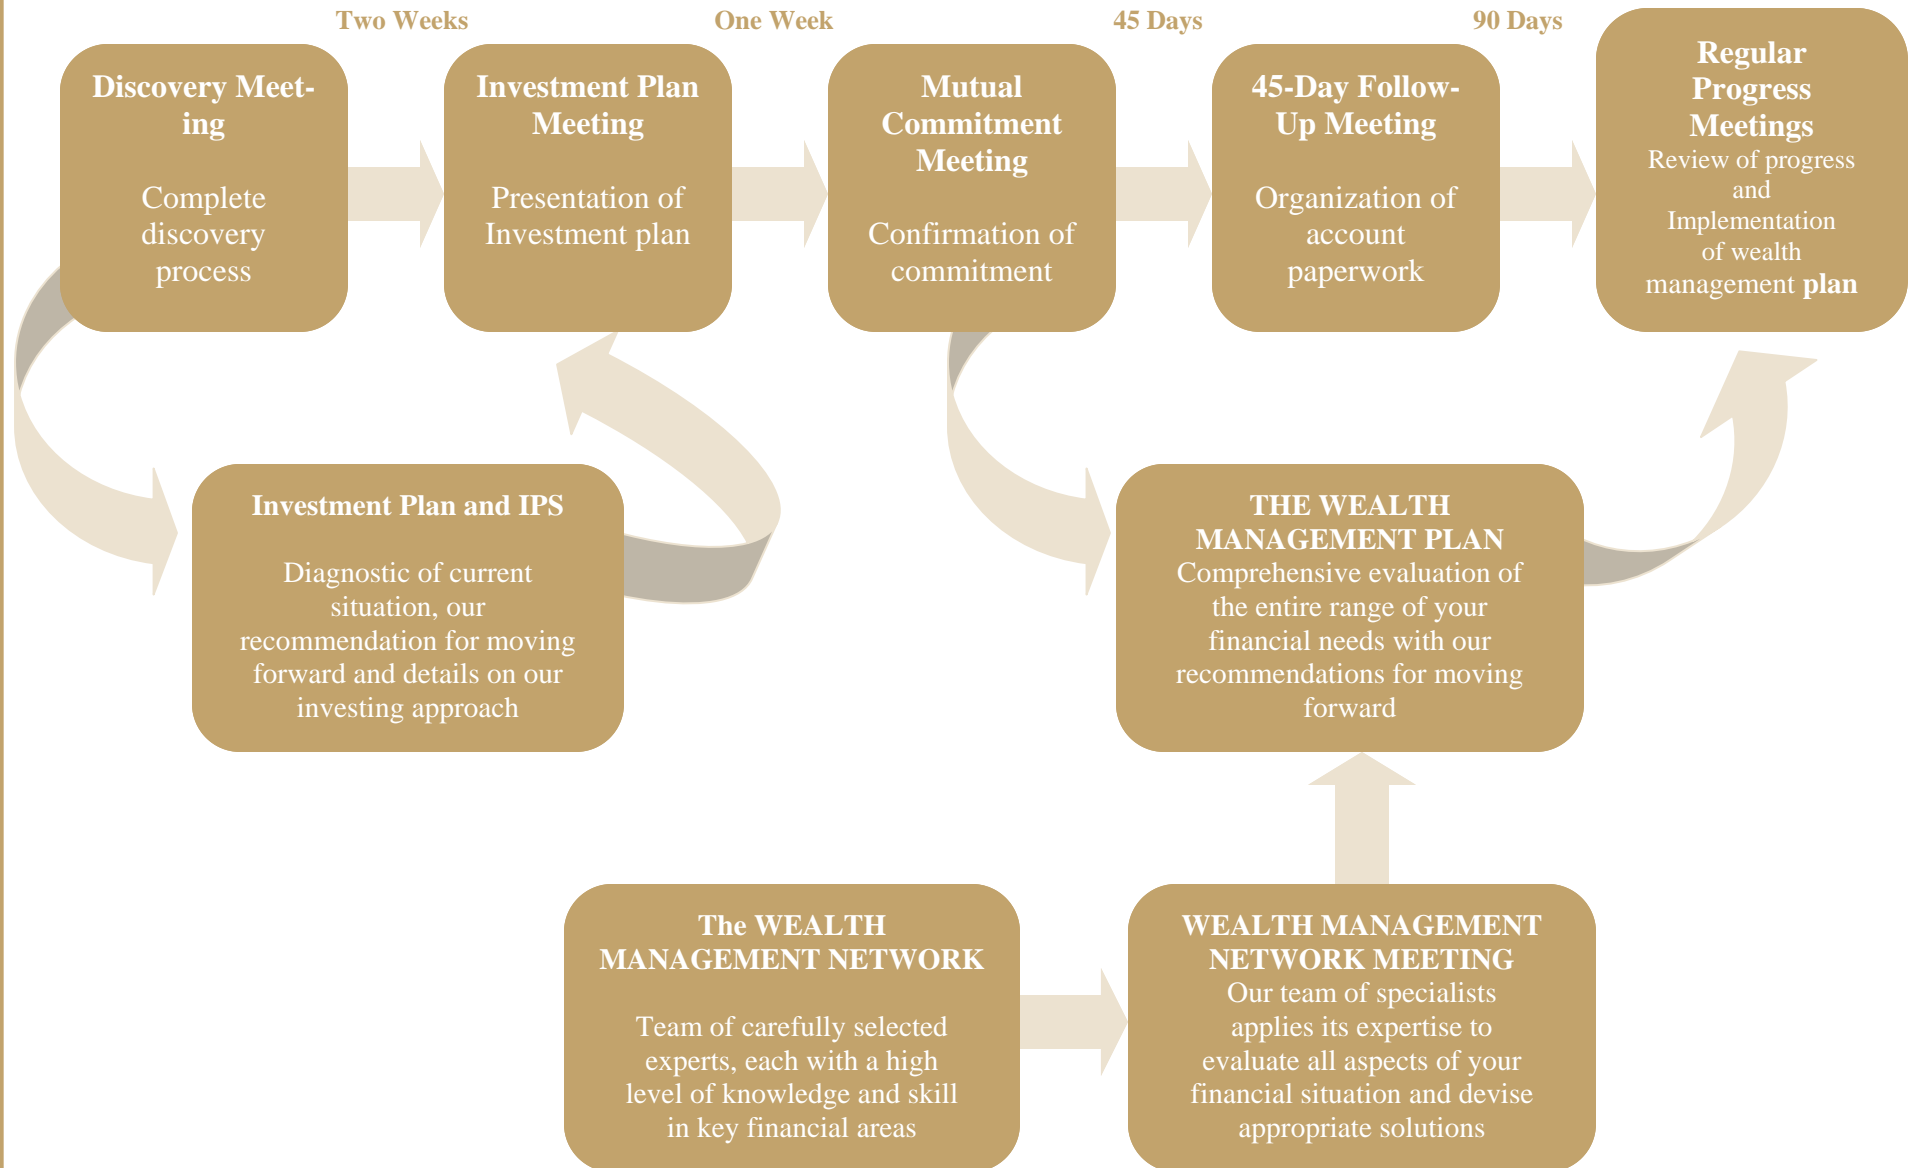 Two Weeks
One Week
45 Days
90 Days
Discovery Meet-
ing
Complete
discovery
process
Investment Plan
Meeting
Presentation of
Investment plan
Mutual
Commitment
Meeting
Confirmation of
commitment
45-Day Follow-
Up Meeting
Organization of
account
paperwork
Regular
Progress
Meetings
Review of progress
and
Implementation
of wealth
management plan
Investment Plan and IPS
Diagnostic of current
situation, our
recommendation for moving
forward and details on our
investing approach
THE WEALTH
MANAGEMENT PLAN
Comprehensive evaluation of
the entire range of your
financial needs with our
recommendations for moving
forward
The WEALTH
MANAGEMENT NETWORK
Team of carefully selected
experts, each with a high
level of knowledge and skill
in key financial areas
WEALTH MANAGEMENT
NETWORK MEETING
Our team of specialists
applies its expertise to
evaluate all aspects of your
financial situation and devise
appropriate solutions